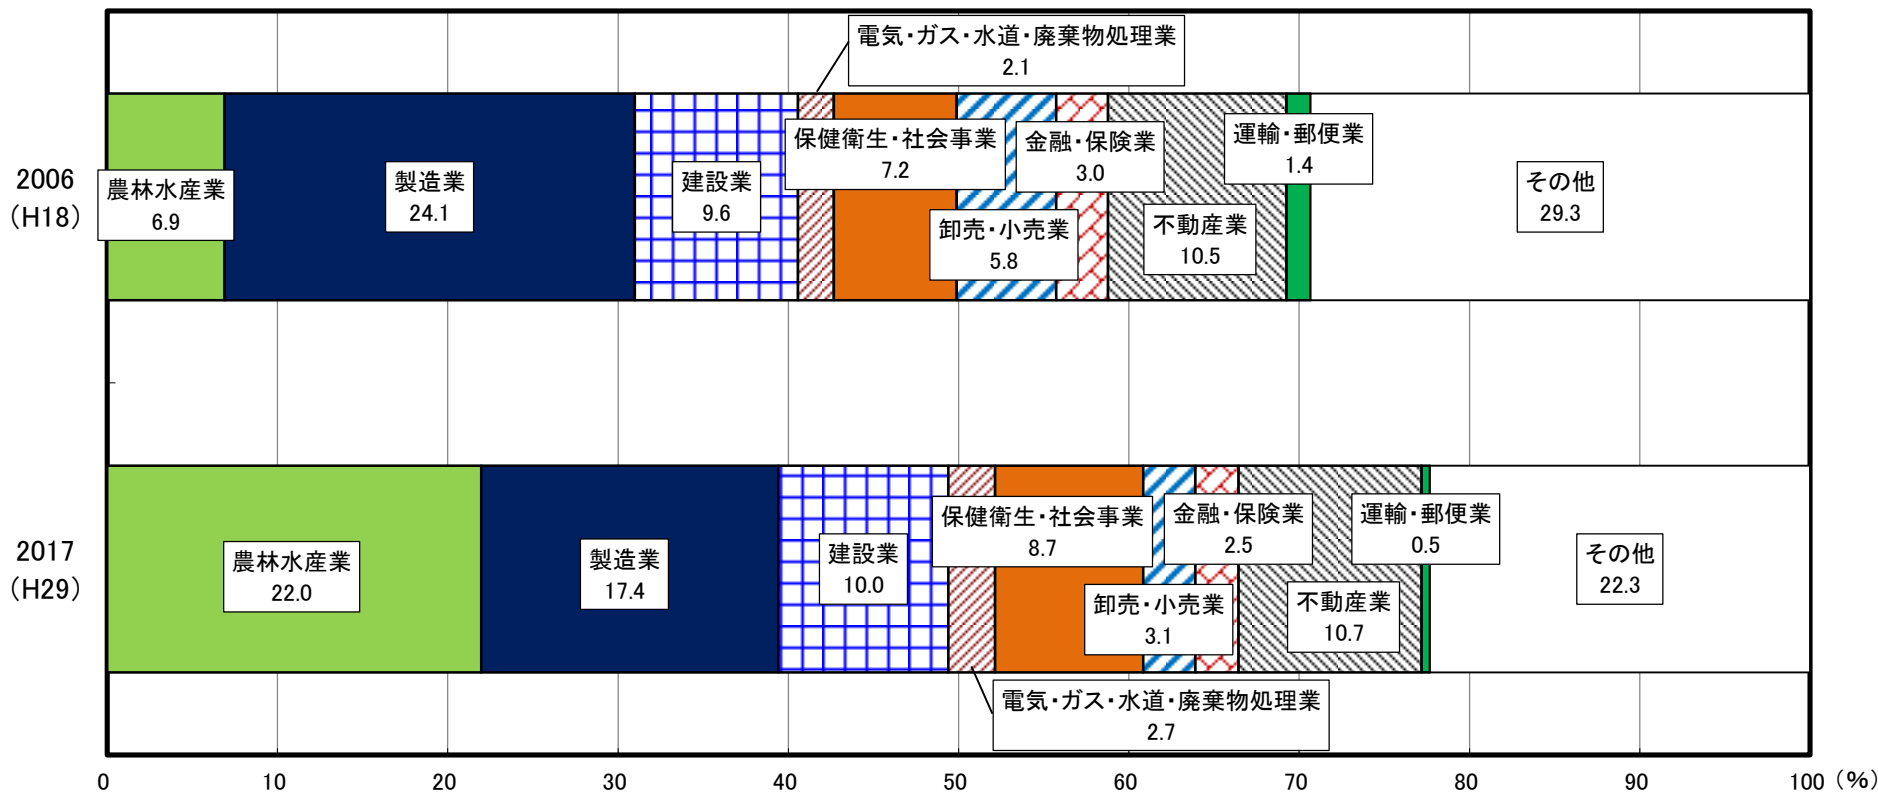 電気・ガス・水道・廃棄物処理業
2.1
2006
(H18)
農林水産業
6.9
製造業
24.1
建設業
9.6
保健衛生・社会事業
7.2
卸売・小売業
5.8
金融・保険業
3.0
不動産業
10.5
運輸・郵便業
1.4
その他
29.3
2017
(H29)
農林水産業
22.0
製造業
17.4
建設業
10.0
保健衛生・社会事業
8.7
卸売・小売業
3.1
金融・保険業
2.5
不動産業
10.7
運輸・郵便業
0.5
その他
22.3
電気・ガス・水道・廃棄物処理業
2.7
0 10 20 30 40 50 60 70 80 90 100 (%)